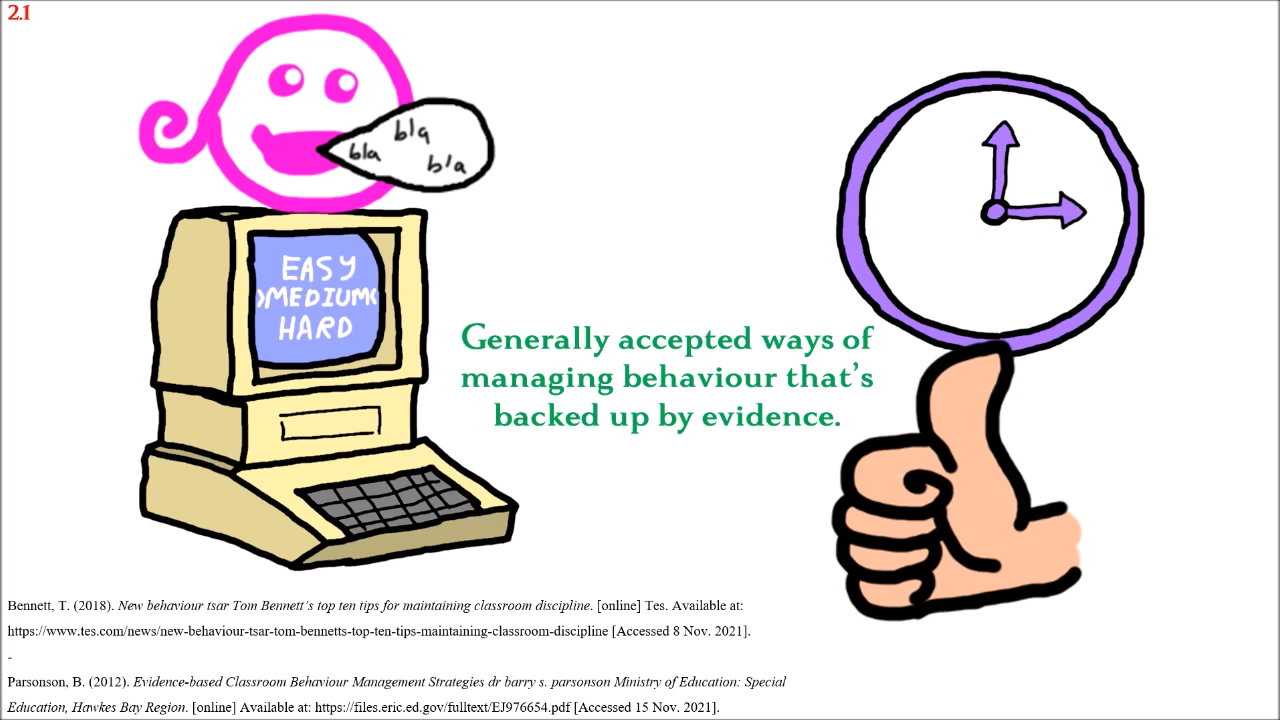 2.1
bla
bla
bla
EASY
>MEDIUM<
HARD
Generally accepted ways of
managing behaviour that's
backed up by evidence.
Bennett, T. (2018). New behaviour tsar Tom Bennett's top ten tips for maintaining classroom discipline. [online] Tes. Available at:
https://www.tes.com/news/new-behaviour-tsar-tom-bennetts-top-ten-tips-maintaining-classroom-discipline [Accessed 8 Nov. 2021].
-
Parsonson, B. (2012). Evidence-based Classroom Behaviour Management Strategies dr barry s. parsonson Ministry of Education: Special
Education, Hawkes Bay Region. [online] Available at: https://files.eric.ed.gov/fulltext/EJ976654.pdf [Accessed 15 Nov. 2021].